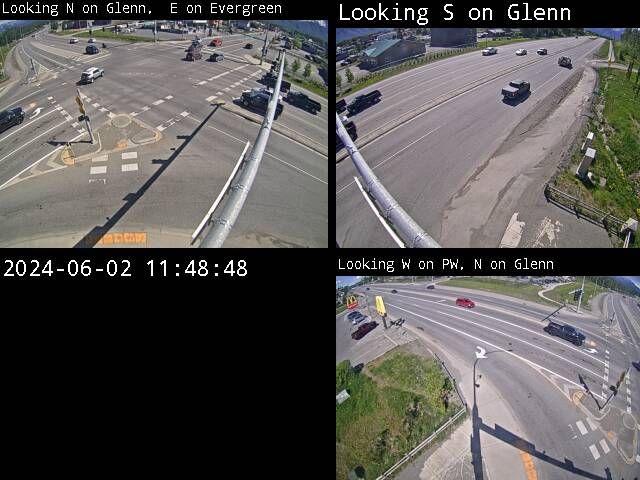 Looking N on Glenn,  E on Evergreen
Looking S on Glenn
2024-06-02 11:48:48
Looking W on PW, N on Glenn